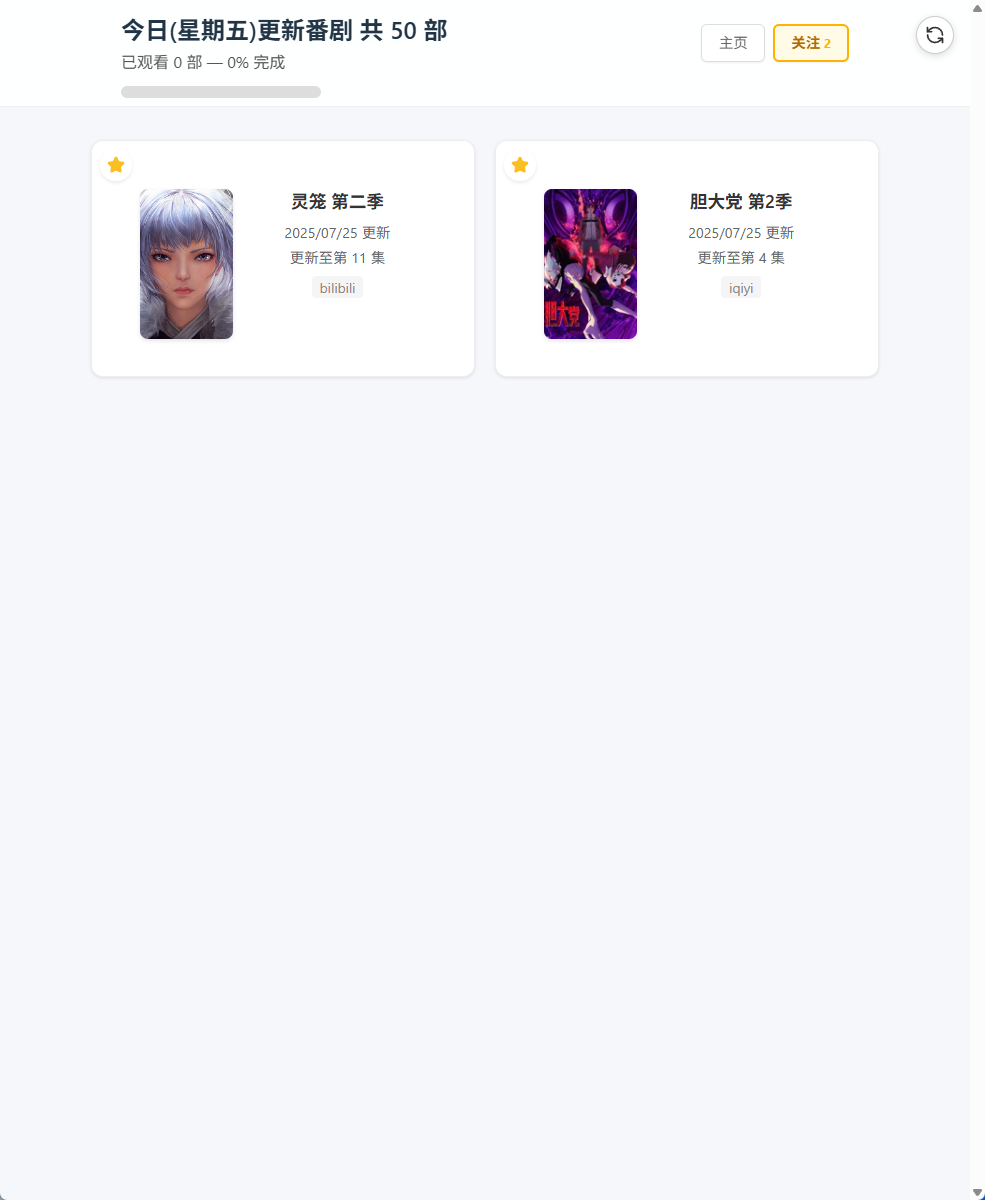 今日(星期五)更新番剧 共 50 部
已观看 0 部 — 0% 完成
主页
关注 2
灵笼 第二季
2025/07/25 更新
更新至第 11 集
bilibili
胆大党 第2季
2025/07/25 更新
更新至第 4 集
iqiyi
胆大党